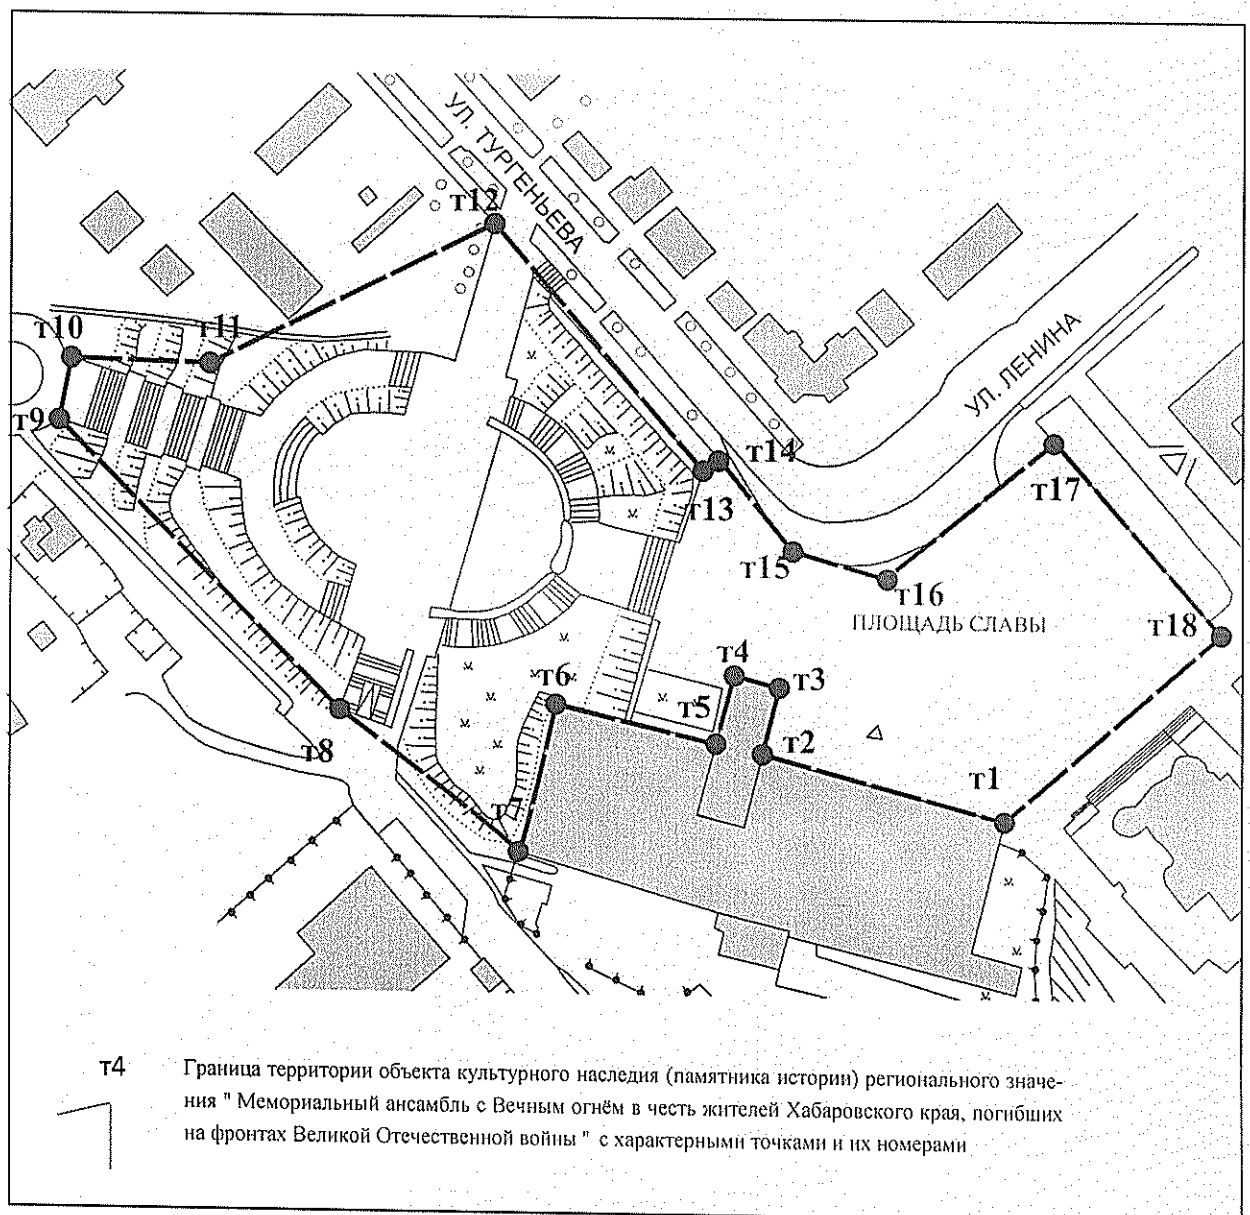 УЛ. ТУРГЕНЬЕВА
т12
т10
т11
УЛ. ЛЕНИНА
т9
т14
т17
т13
т15
т16
ПЛОЩАДЬ СЛАВЫ
т18
т4
т3
т6
т5
т2
т8
т1
т7
т4
Граница территории объекта культурного наследия (памятника истории) регионального значе-
ния " Мемориальный ансамбль с Вечным огнём в честь жителей Хабаровского края, погибших
на фронтах Великой Отечественной войны " с характерными точками и их номерами